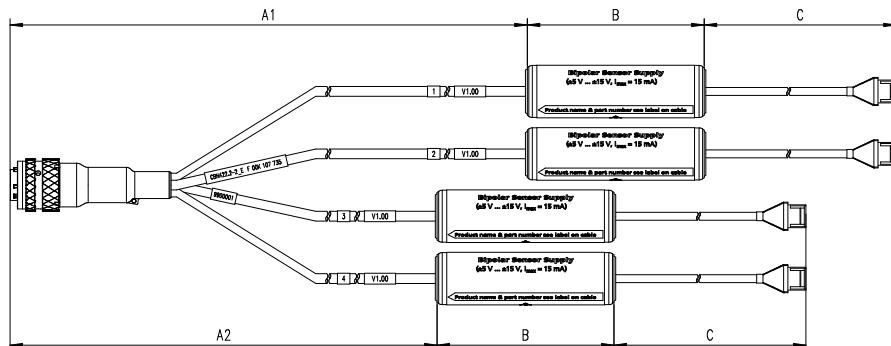 A1
B
C
Bipolar Sensor Supply
(±5 V ... ±15 V, Imax = 15 mA)
Product name & part number see label on cable
1
V1.00
Bipolar Sensor Supply
(±5 V ... ±15 V, Imax = 15 mA)
Product name & part number see label on cable
2
V1.00
CBM422.2-2_E F 00K 107 735
9900001
Bipolar Sensor Supply
(±5 V ... ±15 V, Imax = 15 mA)
Product name & part number see label on cable
3
V1.00
Bipolar Sensor Supply
(±5 V ... ±15 V, Imax = 15 mA)
Product name & part number see label on cable
4
V1.00
A2
B
C